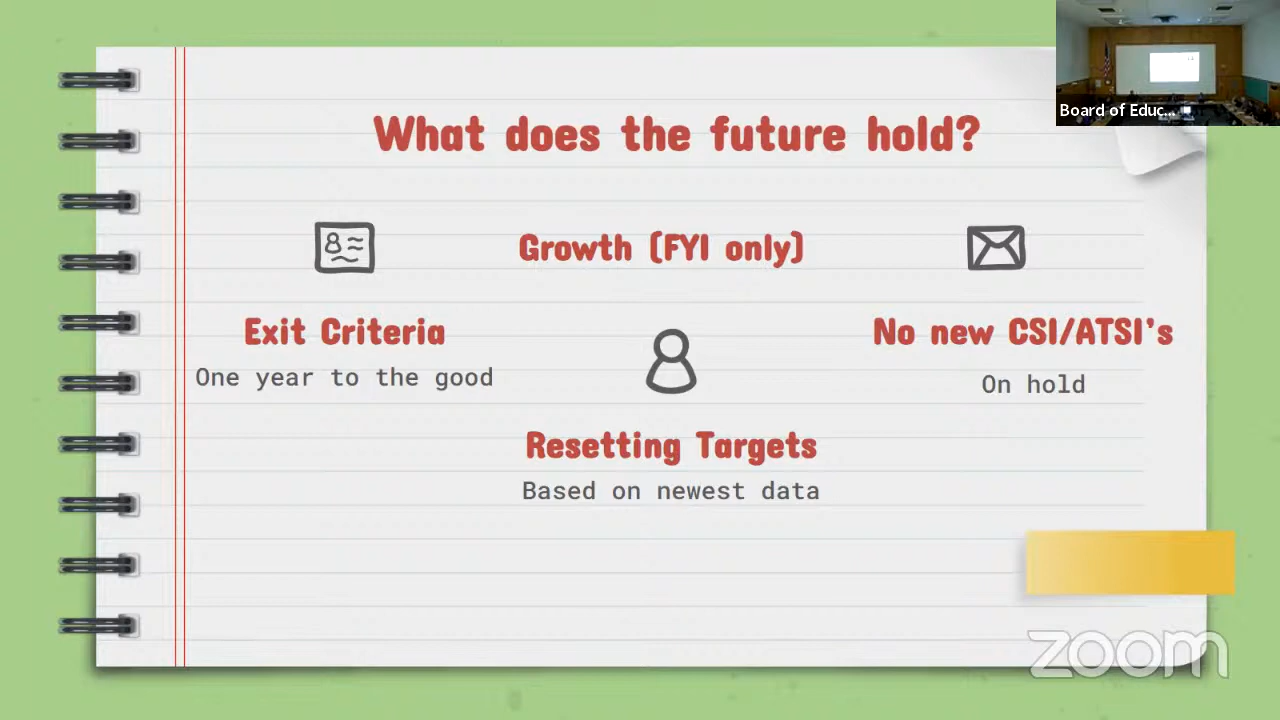 Board of Educ...
What does the future hold?
Growth (FYI only)
Exit Criteria
One year to the good
No new CSI/ATSI's
On hold
Resetting Targets
Based on newest data
zoom